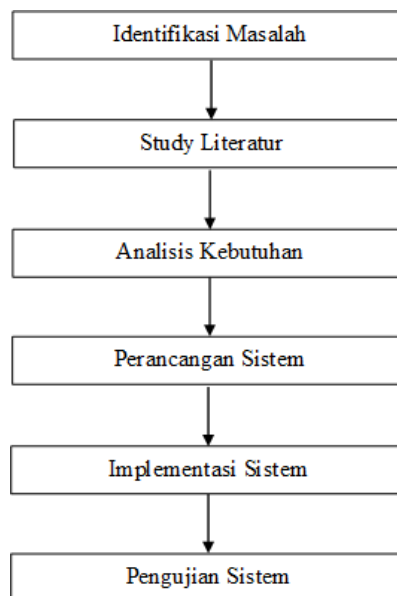 Identifikasi Masalah
Study Literatur
Analisis Kebutuhan
Perancangan Sistem
Implementasi Sistem
Pengujian Sistem